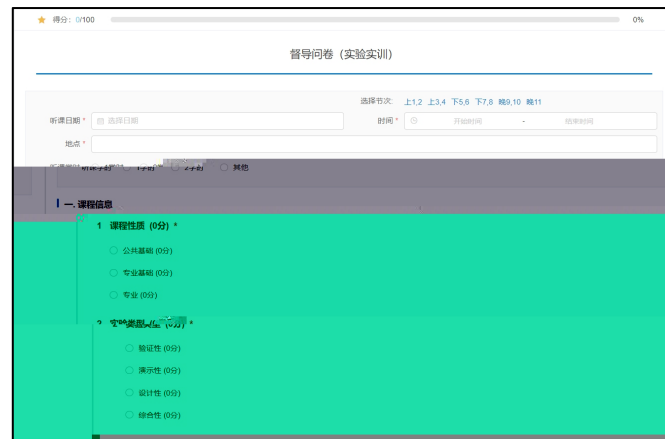 得分: 0/100 0%
督导问卷（实验实训）
选择节次: 上1,2 上3,4 下5,6 下7,8 晚9,10 晚11
听课日期 * 选择日期 时间 * 开始时间 - 结束时间
地点 *
其他
一. 课程信息
1 课程性质 (0分) *
公共基础 (0分)
专业基础 (0分)
专业 (0分)
验证性 (0分)
演示性 (0分)
设计性 (0分)
综合性 (0分)